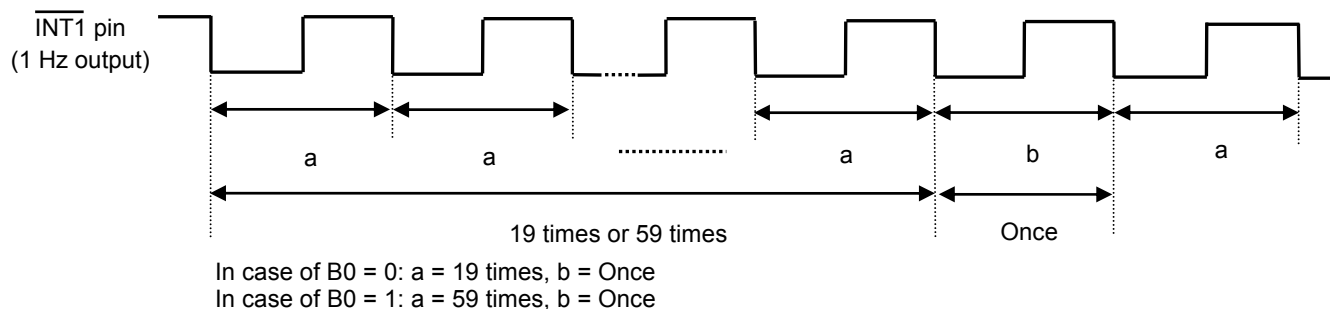 INT1 pin
(1 Hz output)
a a a b a
19 times or 59 times Once
In case of B0 = 0: a = 19 times, b = Once
In case of B0 = 1: a = 59 times, b = Once